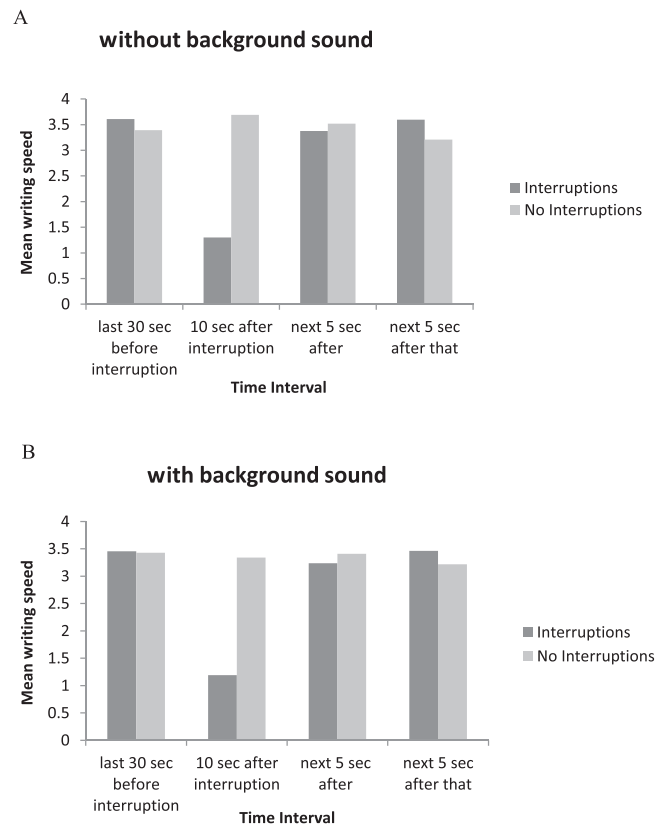 A
without background sound
Mean writing speed
4
3.5
3
2.5
2
1.5
1
0.5
0
last 30 sec before interruption
10 sec after interruption
next 5 sec after
next 5 sec after that
Time Interval
Interruptions
No Interruptions
B
with background sound
Mean writing speed
4
3.5
3
2.5
2
1.5
1
0.5
0
last 30 sec before interruption
10 sec after interruption
next 5 sec after
next 5 sec after that
Time Interval
Interruptions
No Interruptions